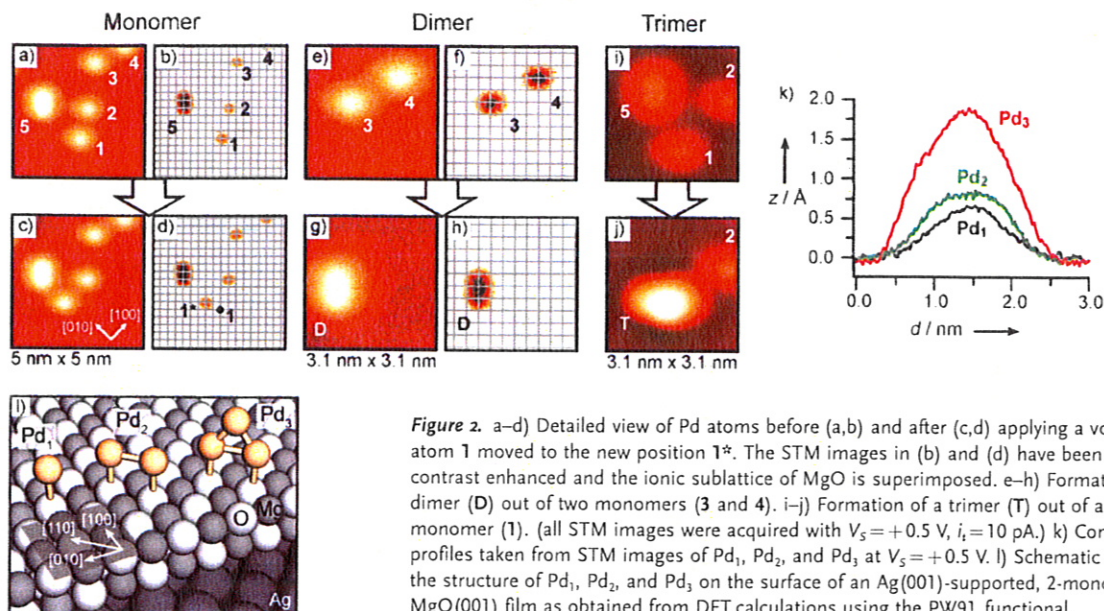 Monomer Dimer Trimer
a) b) 4 e) f) i) 2
3 4 3
5 2 5 2 3 4 3 4 5
1 1 1
c) d) g) h) j) 2
1* 1
[010] [100] D D T
5 nm x 5 nm 3.1 nm x 3.1 nm 3.1 nm x 3.1 nm
k)
2.0
1.5
1.0
0.5
0.0
z / Å
Pd₃
Pd₂
Pd₁
0.0 1.0 2.0 3.0
d / nm
l)
Pd₁ Pd₂ Pd₃
O Mg
[110] [100]
[010]
Ag
Figure 2. a–d) Detailed view of Pd atoms before (a,b) and after (c,d) applying a vo
atom 1 moved to the new position 1*. The STM images in (b) and (d) have been
contrast enhanced and the ionic sublattice of MgO is superimposed. e–h) Format
dimer (D) out of two monomers (3 and 4). i–j) Formation of a trimer (T) out of a
monomer (1). (all STM images were acquired with V_S = +0.5 V, i_t = 10 pA.) k) Con
profiles taken from STM images of Pd₁, Pd₂, and Pd₃ at V_S = +0.5 V. l) Schematic
the structure of Pd₁, Pd₂, and Pd₃ on the surface of an Ag(001)-supported, 2-mono
MgO(001) film as obtained from DFT calculations using the PW91 functional.